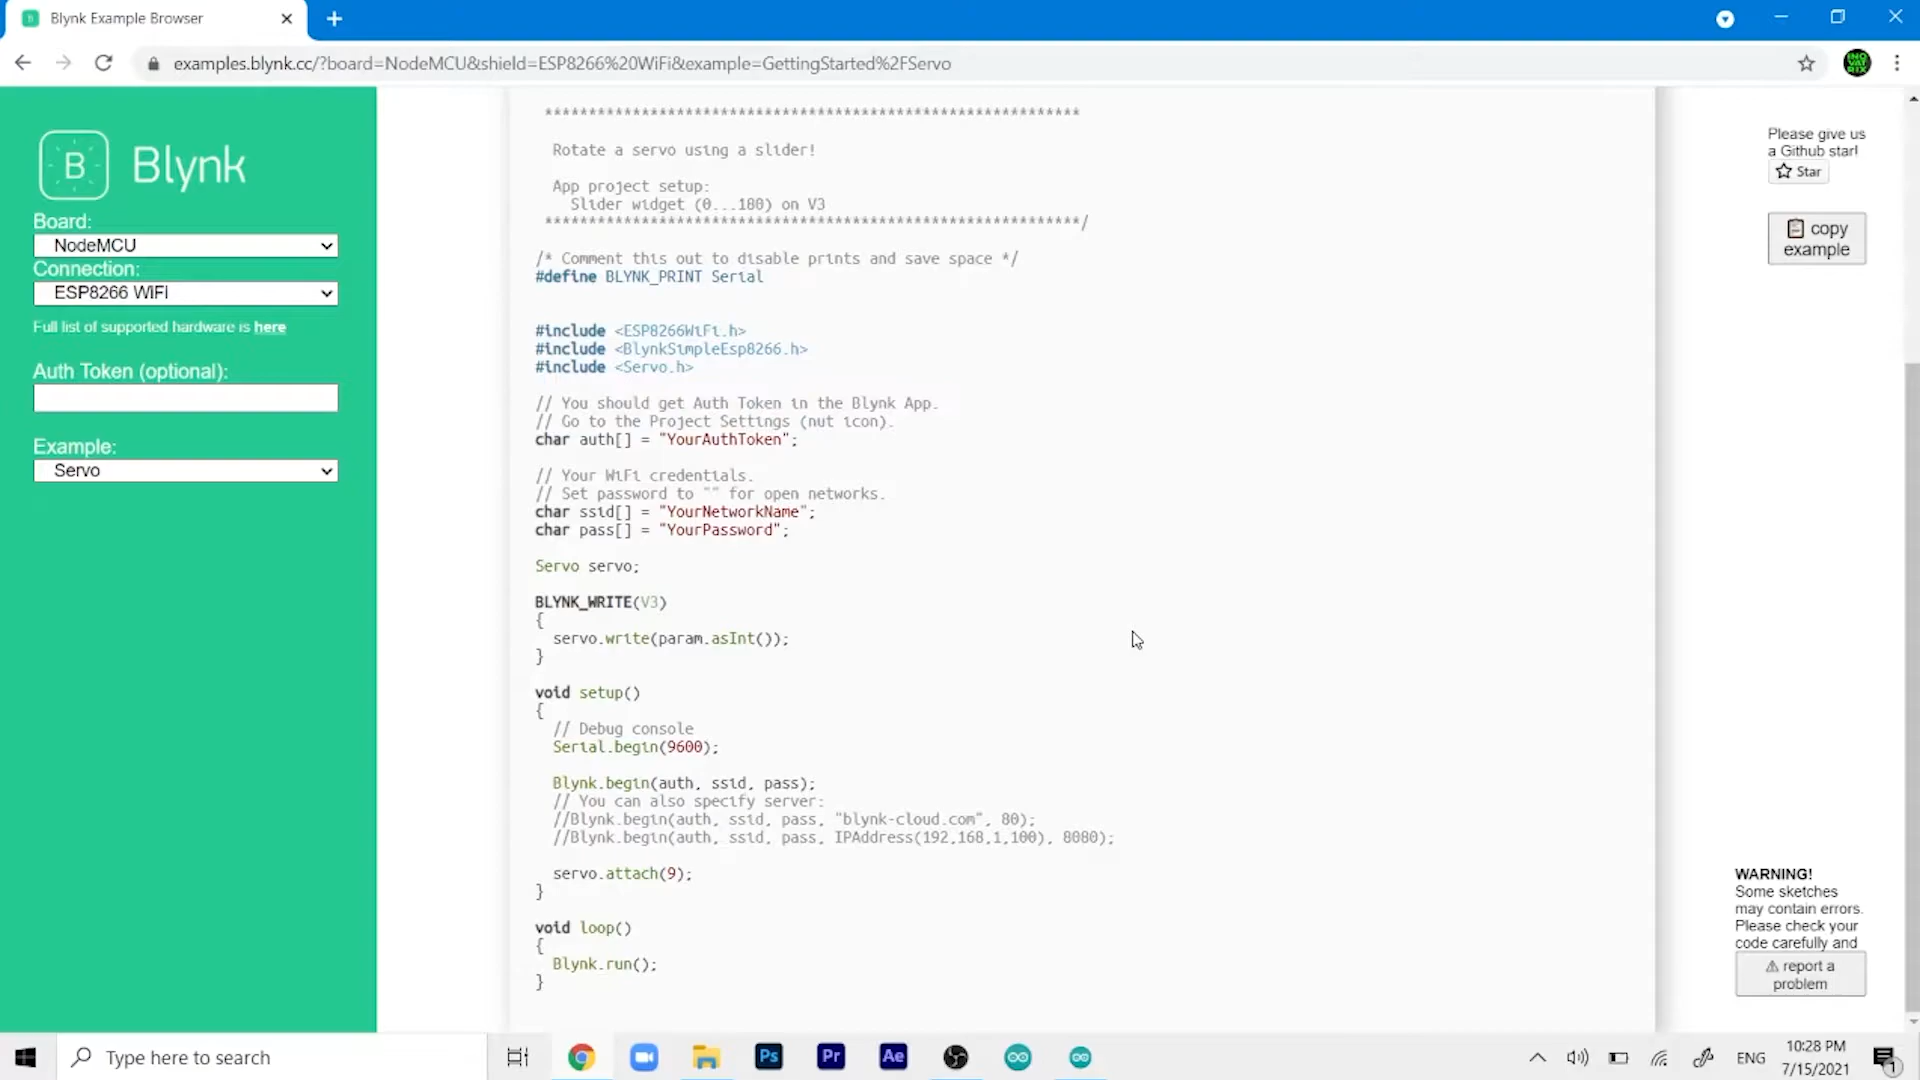 Blynk Example Browser
examples.blynk.cc/?board=NodeMCU&shield=ESP8266%20WiFi&example=GettingStarted%2FServo
INO
VAT
RIX
B Blynk
Board:
NodeMCU
Connection:
ESP8266 WiFi
Full list of supported hardware is here
Auth Token (optional):
Example:
Servo
*************************************************************
Rotate a servo using a slider!
App project setup:
Slider widget (0...180) on V3
*************************************************************/
/* Comment this out to disable prints and save space */
#define BLYNK_PRINT Serial
#include <ESP8266WiFi.h>
#include <BlynkSimpleEsp8266.h>
#include <Servo.h>
// You should get Auth Token in the Blynk App.
// Go to the Project Settings (nut icon).
char auth[] = "YourAuthToken";
// Your WiFi credentials.
// Set password to "" for open networks.
char ssid[] = "YourNetworkName";
char pass[] = "YourPassword";
Servo servo;
BLYNK_WRITE(V3)
{
servo.write(param.asInt());
}
void setup()
{
// Debug console
Serial.begin(9600);
Blynk.begin(auth, ssid, pass);
// You can also specify server:
//Blynk.begin(auth, ssid, pass, "blynk-cloud.com", 80);
//Blynk.begin(auth, ssid, pass, IPAddress(192,168,1,100), 8080);
servo.attach(9);
}
void loop()
{
Blynk.run();
}
Please give us
a Github star!
Star
copy
example
WARNING!
Some sketches
may contain errors.
Please check your
code carefully and
report a
problem
Type here to search
Ps
Pr
Ae
ENG
10:28 PM
7/15/2021
1